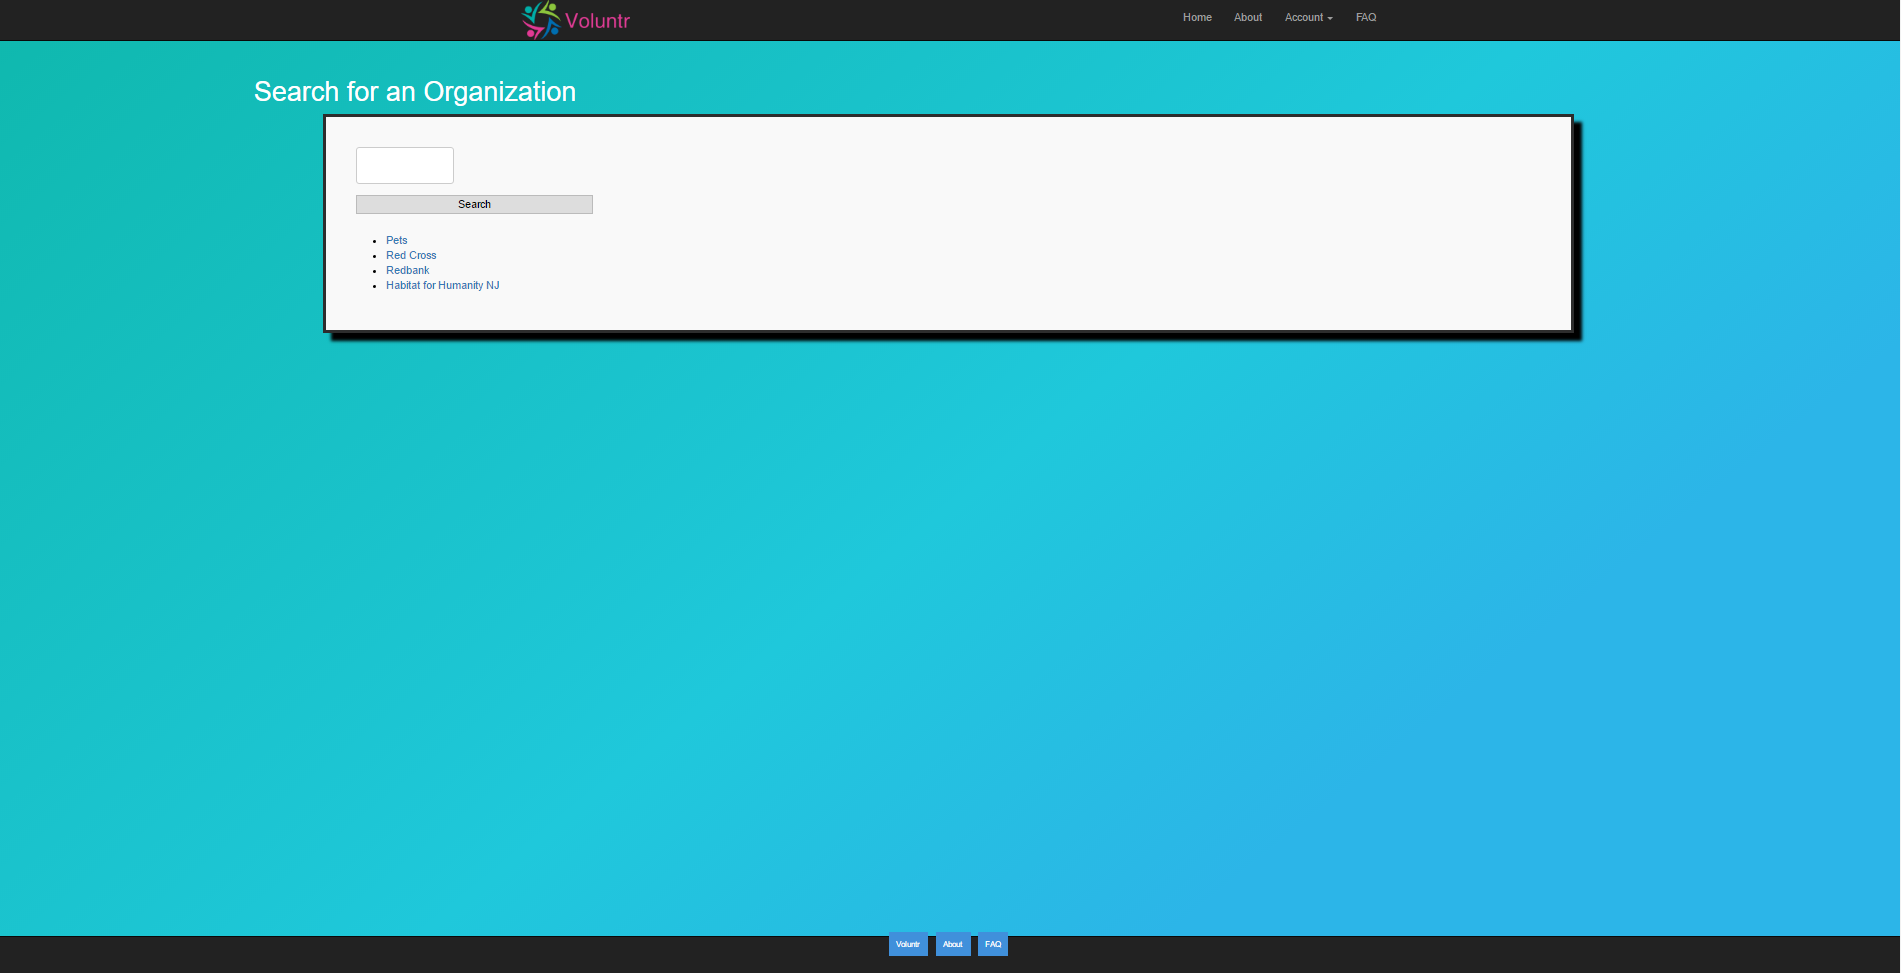 Voluntr
Home About Account FAQ
Search for an Organization
Search
Pets
Red Cross
Redbank
Habitat for Humanity NJ
Voluntr About FAQ